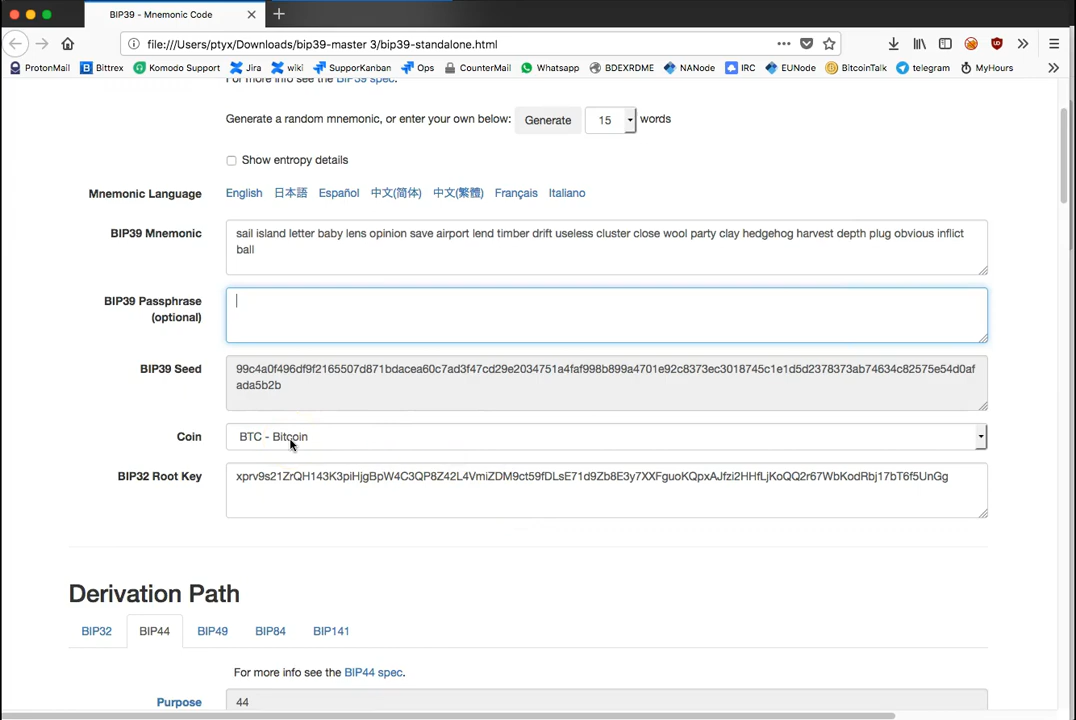 BIP39 - Mnemonic Code
file:///Users/ptyx/Downloads/bip39-master 3/bip39-standalone.html
ProtonMail Bittrex Komodo Support Jira wiki SupporKanban Ops CounterMail Whatsapp BDEXRDME NANode IRC EUNode BitcoinTalk telegram MyHours
For more info see the BIP39 spec.
Generate a random mnemonic, or enter your own below: Generate 15 words
Show entropy details
Mnemonic Language English 日本語 Español 中文(简体) 中文(繁體) Français Italiano
BIP39 Mnemonic sail island letter baby lens opinion save airport lend timber drift useless cluster close wool party clay hedgehog harvest depth plug obvious inflict
ball
BIP39 Passphrase
(optional)
BIP39 Seed 99c4a0f496df9f2165507d871bdacea60c7ad3f47cd29e2034751a4faf998b899a4701e92c8373ec3018745c1e1d5d2378373ab74634c82575e54d0af
ada5b2b
Coin BTC - Bitcoin
BIP32 Root Key xprv9s21ZrQH143K3piHjgBpW4C3QP8Z42L4VmiZDM9ct59fDLsE71d9Zb8E3y7XXFguoKQpxAJfzi2HHfLjKoQQ2r67WbKodRbj17bT6f5UnGg
Derivation Path
BIP32 BIP44 BIP49 BIP84 BIP141
For more info see the BIP44 spec.
Purpose 44